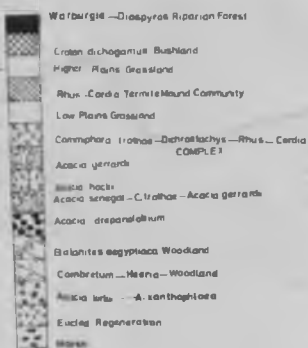 Warburgia — Diospyros Riparian Forest
Croton dichogamus Bushland
Higher Plains Grassland
Rhus - Cordia Termite Mound Community
Low Plains Grassland
Commiphora trothae — Dichrostachys — Rhus — Cordia
COMPLEX
Acacia gerrardii
Acacia hockii
Acacia senegal - C. trothae - Acacia gerrardii
Acacia drepanolobium
Balanites aegyptiaca Woodland
Combretum — — Woodland
Acacia — A. xanthophloea
Euclea Regeneration